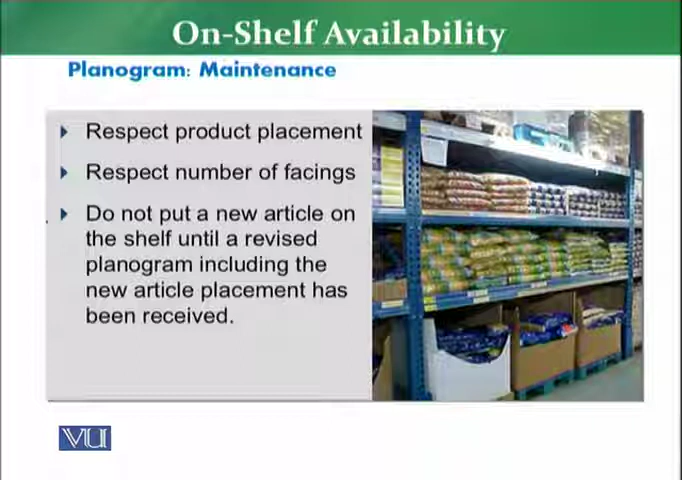 On-Shelf Availability
Planogram: Maintenance
Respect product placement
Respect number of facings
Do not put a new article on
the shelf until a revised
planogram including the
new article placement has
been received.
VU